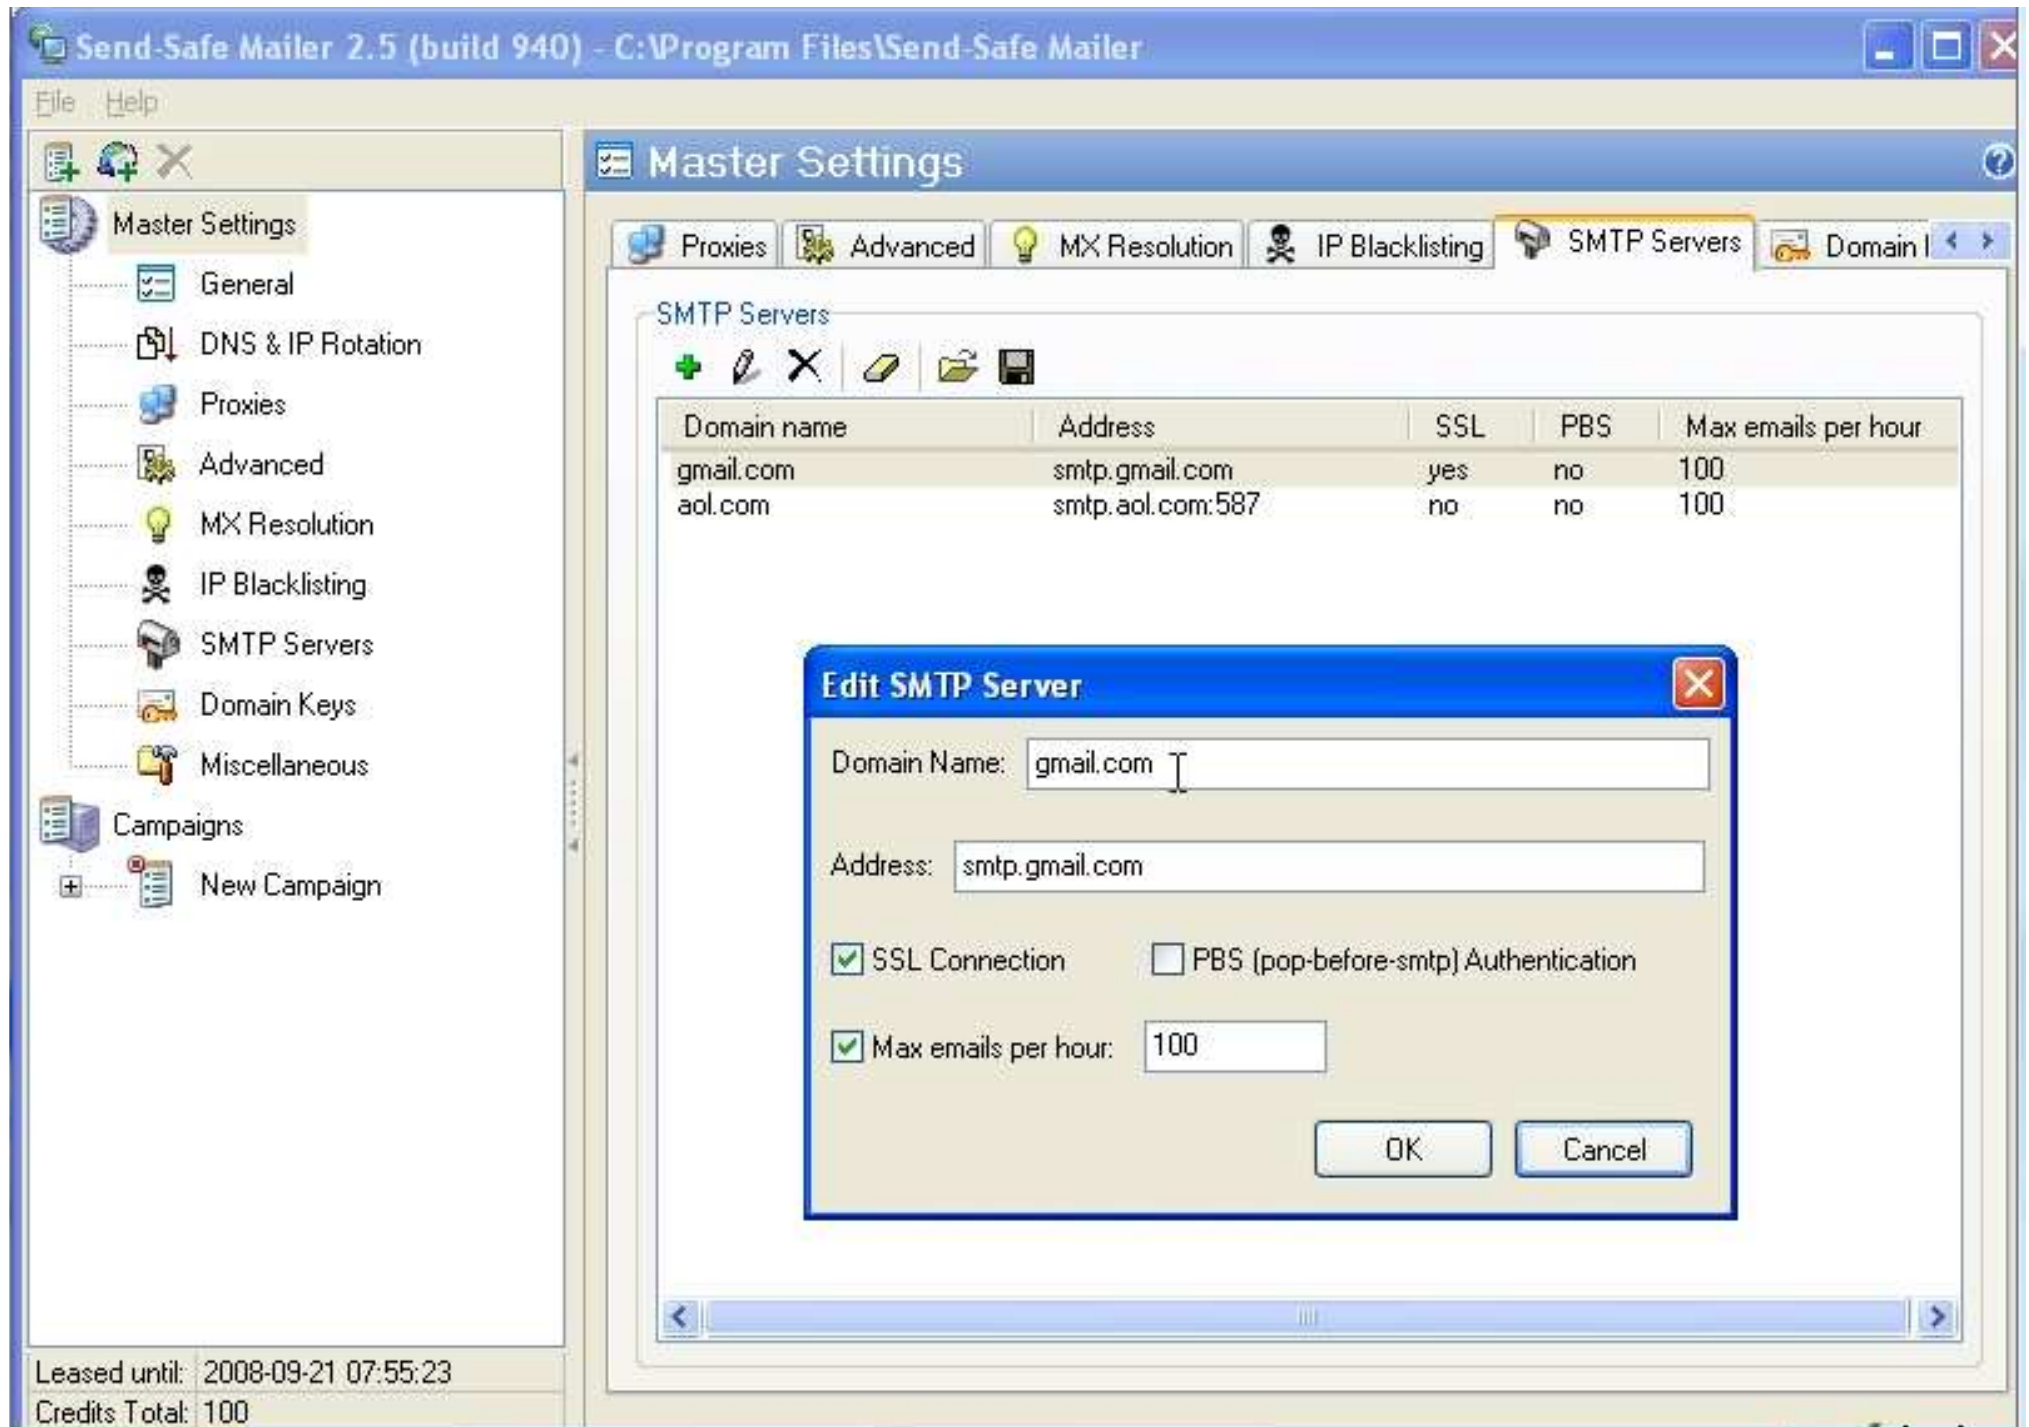 Send-Safe Mailer 2.5 (build 940) - C:\Program Files\Send-Safe Mailer
File Help
Master Settings
General
DNS & IP Rotation
Proxies
Advanced
MX Resolution
IP Blacklisting
SMTP Servers
Domain Keys
Miscellaneous
Campaigns
New Campaign
Leased until: 2008-09-21 07:55:23
Credits Total: 100
Master Settings
Proxies Advanced MX Resolution IP Blacklisting SMTP Servers Domain
SMTP Servers
Domain name Address SSL PBS Max emails per hour
gmail.com smtp.gmail.com yes no 100
aol.com smtp.aol.com:587 no no 100
Edit SMTP Server
Domain Name: gmail.com
Address: smtp.gmail.com
SSL Connection PBS (pop-before-smtp) Authentication
Max emails per hour: 100
OK Cancel